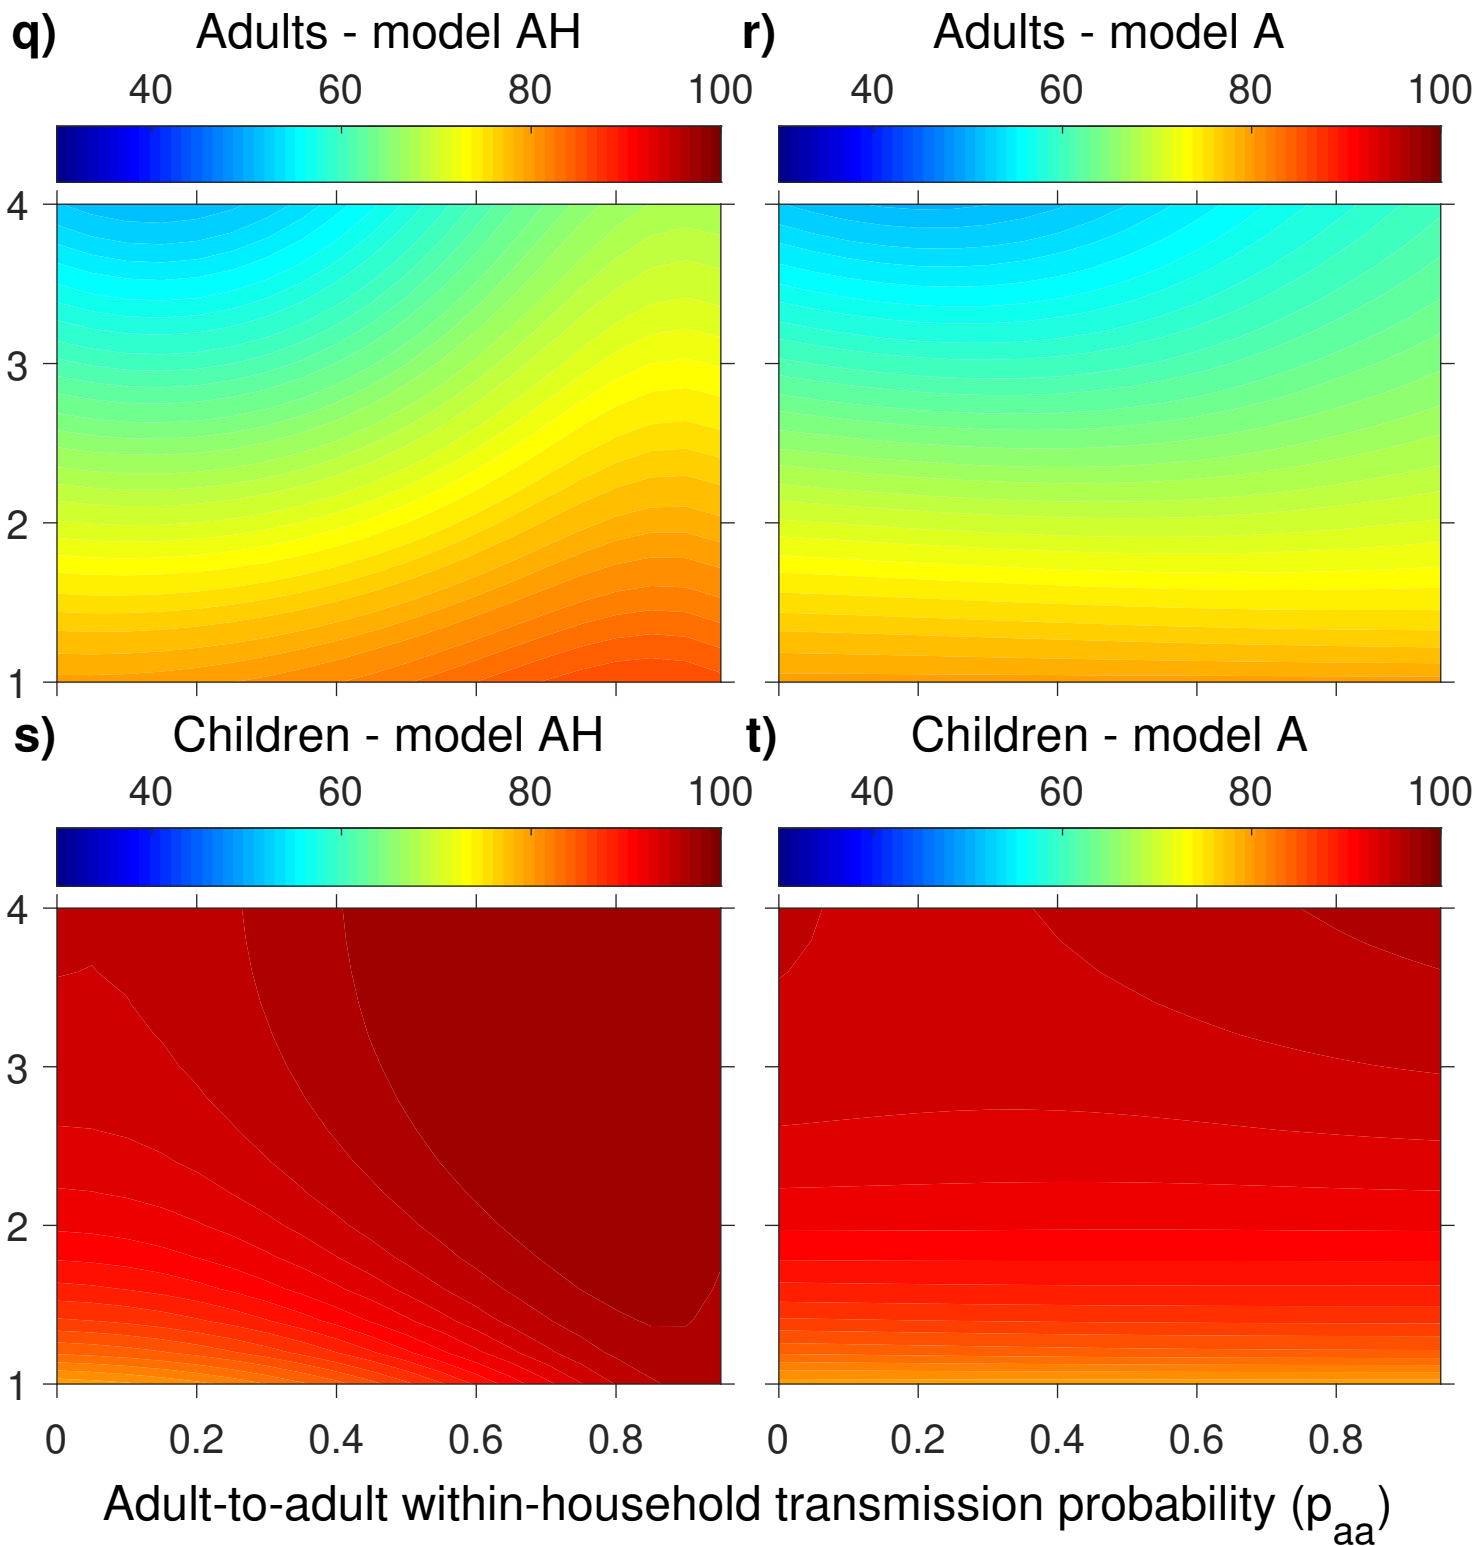 q) Adults - model AH r) Adults - model A
40 60 80 100 40 60 80 100
4
3
2
1
s) Children - model AH t) Children - model A
40 60 80 100 40 60 80 100
4
3
2
1
0 0.2 0.4 0.6 0.8 0 0.2 0.4 0.6 0.8
Adult-to-adult within-household transmission probability (p_aa)